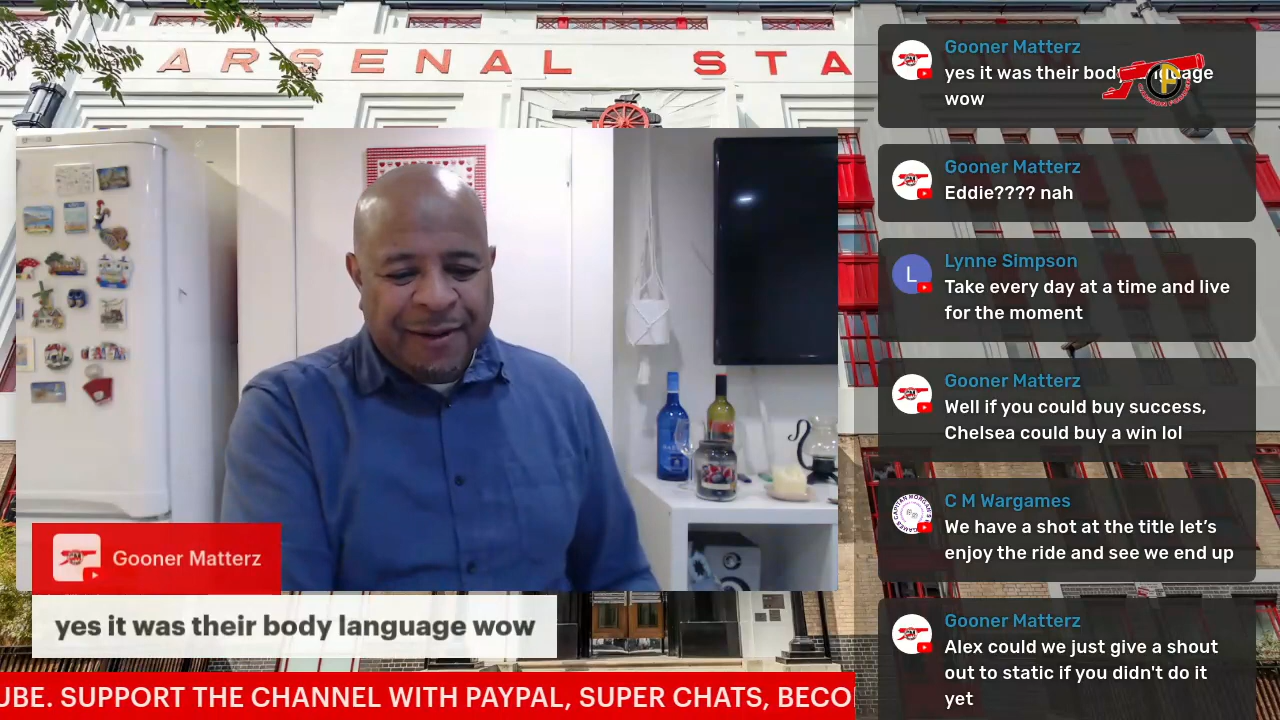 ARSENAL STA
Gooner Matterz
yes it was their body
wow
Gooner Matterz
Eddie???? nah
L
Lynne Simpson
Take every day at a time and live
for the moment
Gooner Matterz
Well if you could buy success,
Chelsea could buy a win lol
C M Wargames
We have a shot at the title let's
enjoy the ride and see we end up
Gooner Matterz
Alex could we just give a shout
out to static if you didn't do it
yet
Gooner Matterz
yes it was their body language wow
UBE. SUPPORT THE CHANNEL WITH PAYPAL, SUPER CHATS, BECO